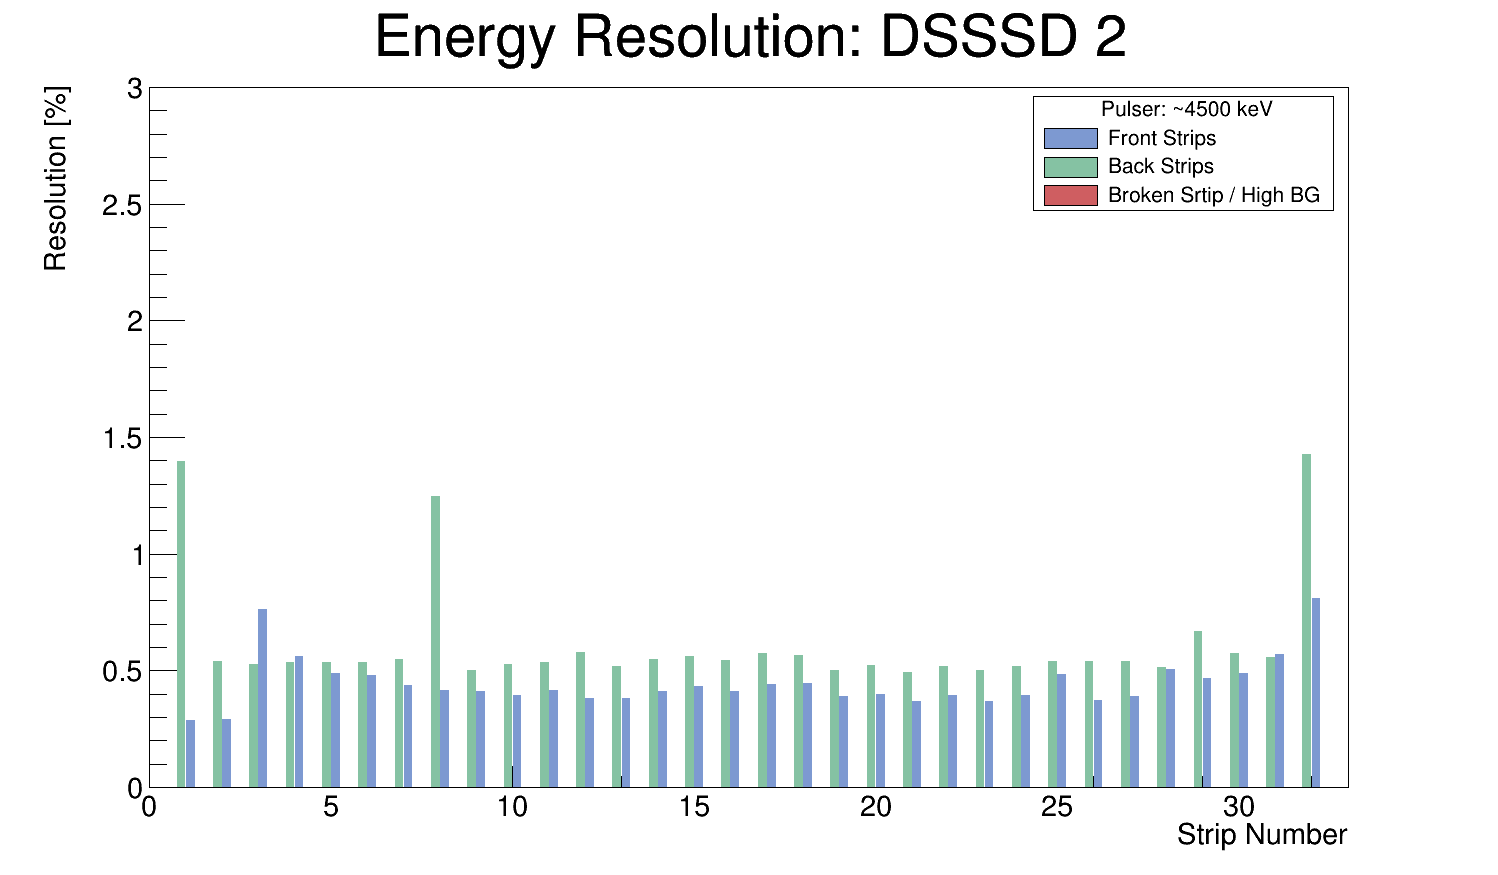 Energy Resolution: DSSSD 2
Resolution [%]
3
2.5
2
1.5
1
0.5
0
Pulser: ~4500 keV
Front Strips
Back Strips
Broken Srtip / High BG
0 5 10 15 20 25 30
Strip Number